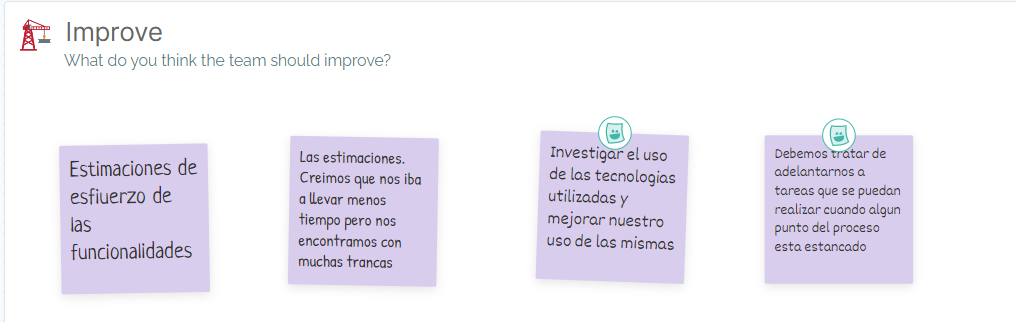 Improve
What do you think the team should improve?
Estimaciones de
esfiuerzo de
las
funcionalidades
Las estimaciones.
Creimos que nos iba
a llevar menos
tiempo pero nos
encontramos con
muchas trancas
Investigar el uso
de las tecnologias
utilizadas y
mejorar nuestro
uso de las mismas
Debemos tratar de
adelantarnos a
tareas que se puedan
realizar cuando algun
punto del proceso
esta estancado